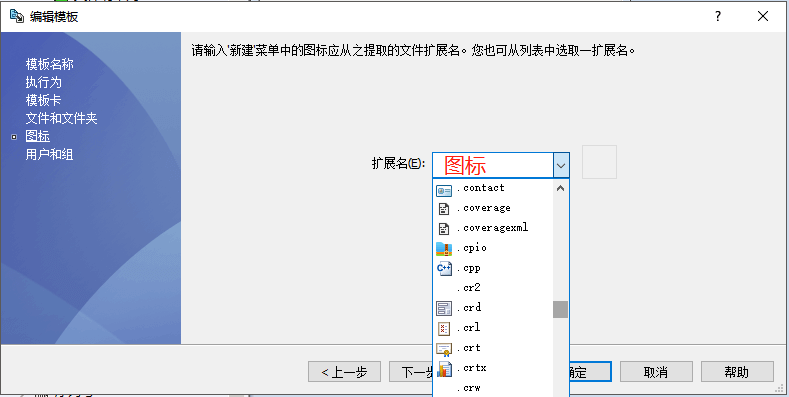 编辑模板
?
请输入'新建'菜单中的图标应从之提取的文件扩展名。您也可从列表中选取一扩展名。
模板名称
执行为
模板卡
文件和文件夹
图标
用户和组
扩展名(E): 图标
.contact
.coverage
.coveragexml
.cpio
.cpp
.cr2
.crd
.crl
.crt
.crtx
.crw
< 上一步
下一步
确定
取消
帮助